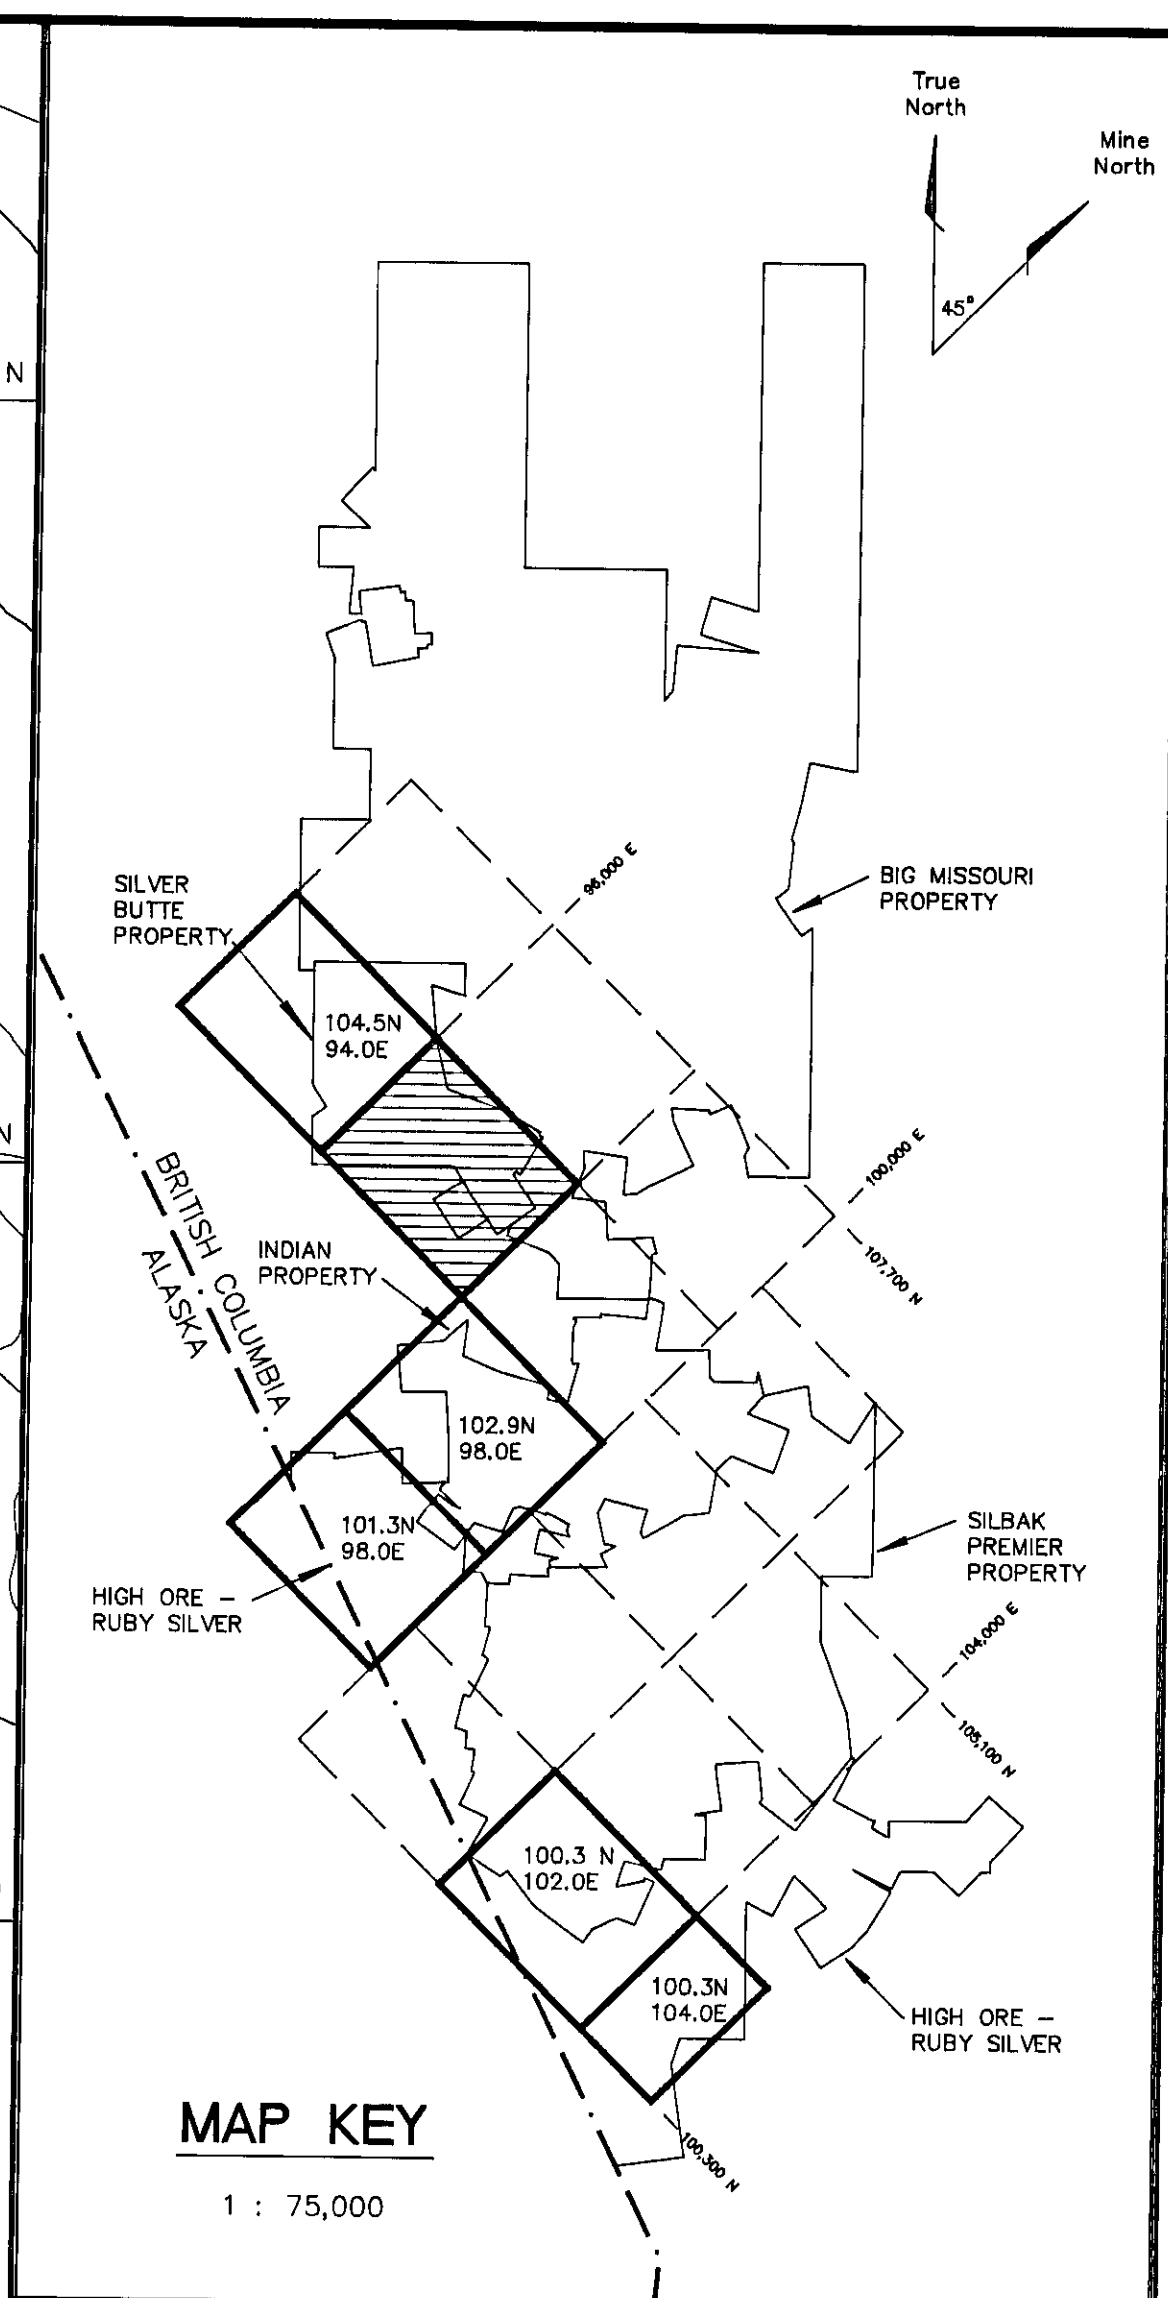 True
North
Mine
North
45°
N
96,000 E
SILVER
BUTTE
PROPERTY
BIG MISSOURI
PROPERTY
104.5N
94.0E
N
100,000 E
BRITISH COLUMBIA
ALASKA
INDIAN
PROPERTY
107,700 N
102.9N
98.0E
101.3N
98.0E
SILBAK
PREMIER
PROPERTY
HIGH ORE –
RUBY SILVER
104,000 E
105,100 N
100.3 N
102.0E
100.3N
104.0E
HIGH ORE –
RUBY SILVER
100,300 N
MAP KEY
1 : 75,000